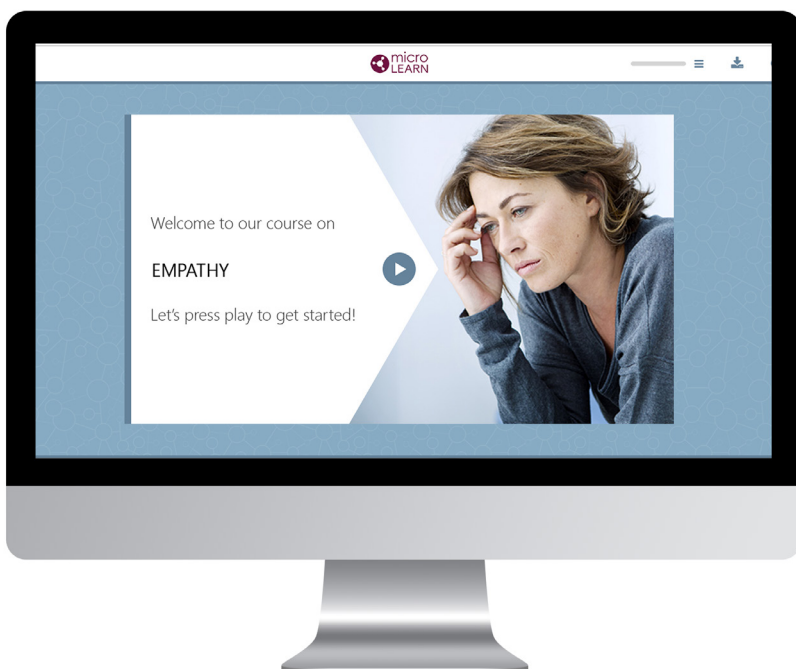 micro
LEARN
Welcome to our course on
EMPATHY
Let's press play to get started!